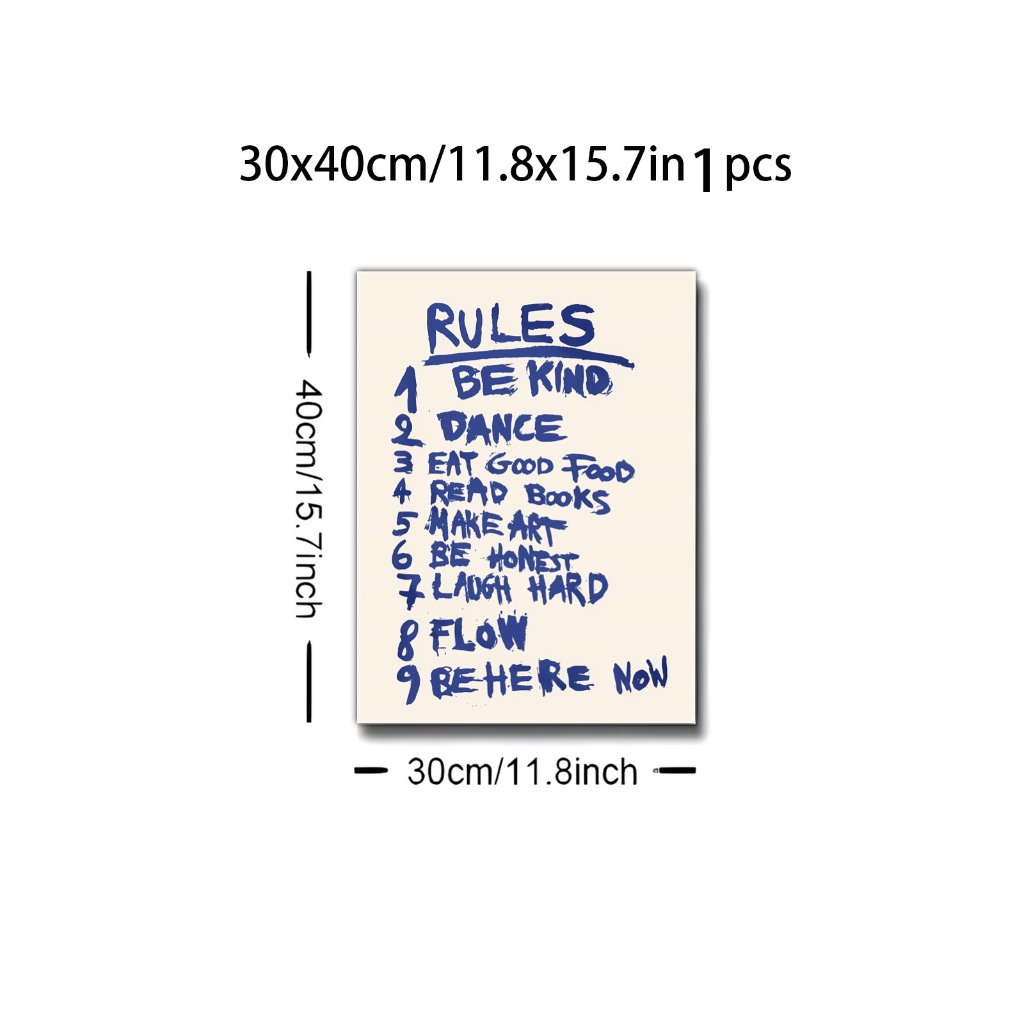 30x40cm/11.8x15.7in 1 pcs
RULES
1 BE KIND
2 DANCE
3 EAT GOOD FOOD
4 READ BOOKS
5 MAKE ART
6 BE HONEST
7 LAUGH HARD
8 FLOW
9 BE HERE NOW
40cm/15.7inch
30cm/11.8inch